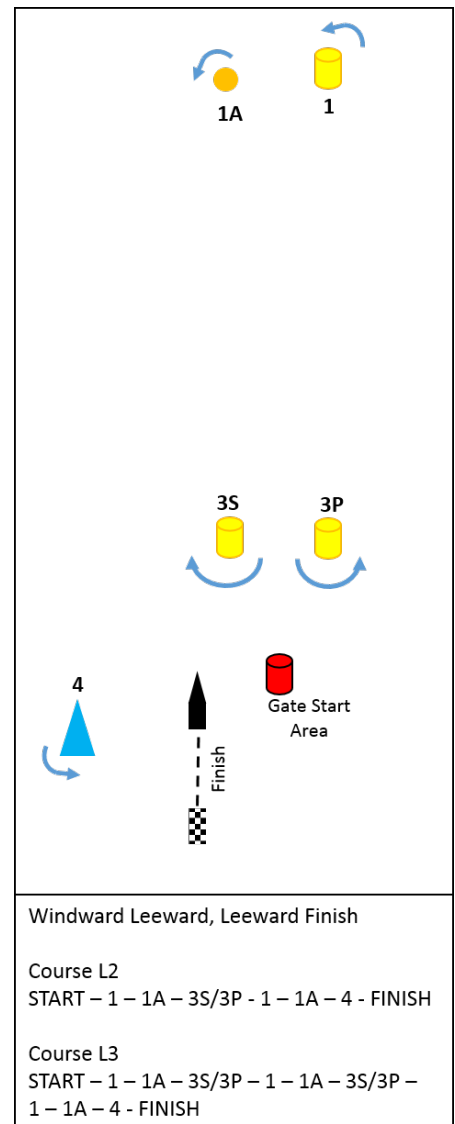 1A
1
3S
3P
4
Gate Start
Area
Finish
Windward Leeward, Leeward Finish
Course L2
START – 1 – 1A – 3S/3P - 1 – 1A – 4 - FINISH
Course L3
START – 1 – 1A – 3S/3P – 1 – 1A – 3S/3P –
1 – 1A – 4 - FINISH